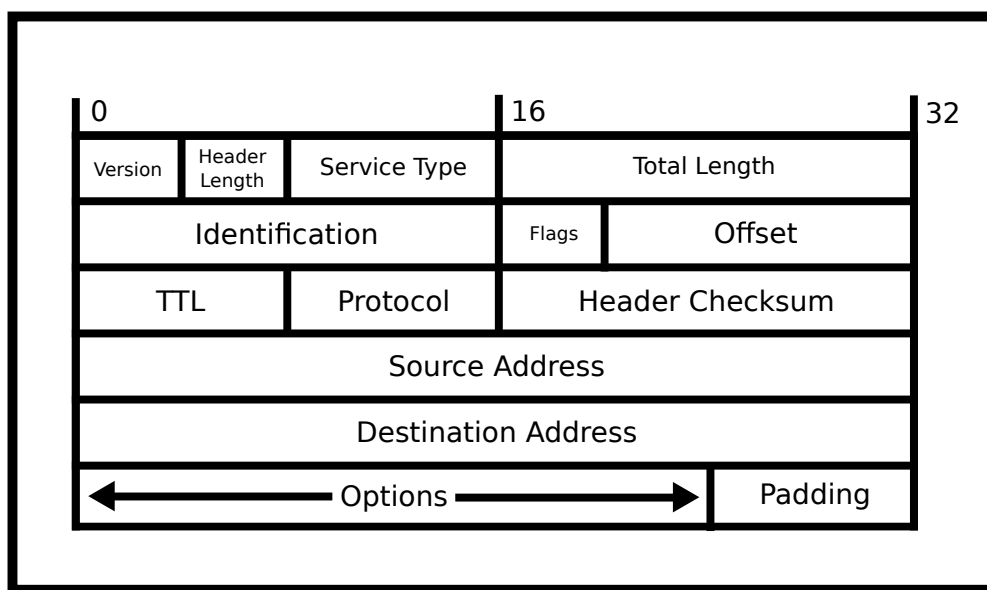 0 16 32
Version Header Length Service Type Total Length
Identification Flags Offset
TTL Protocol Header Checksum
Source Address
Destination Address
Options Padding